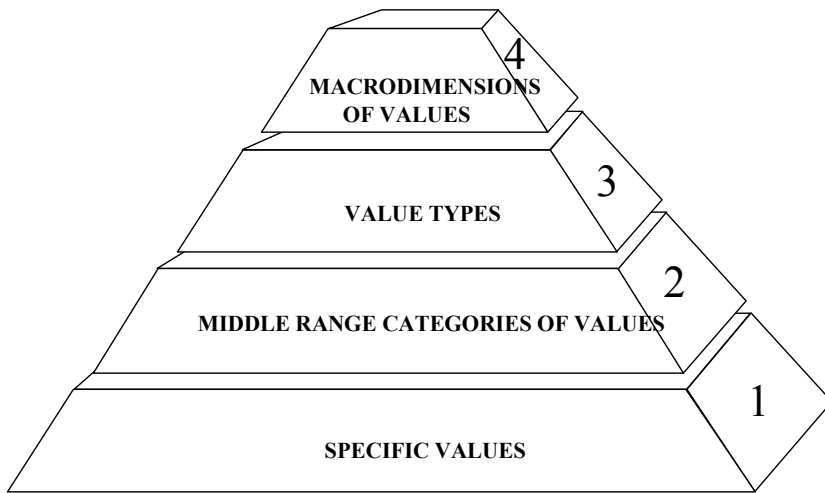 4
MACRODIMENSIONS
OF VALUES
3
VALUE TYPES
2
MIDDLE RANGE CATEGORIES OF VALUES
1
SPECIFIC VALUES